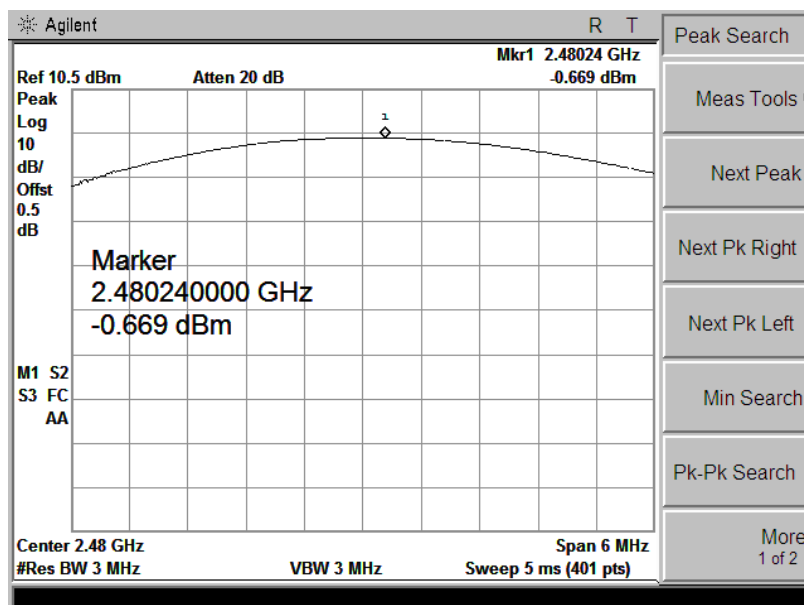 Agilent R T
Mkr1 2.48024 GHz
Ref 10.5 dBm Atten 20 dB -0.669 dBm
Peak
Log
10
dB/
Offst
0.5
dB
1
Marker
2.480240000 GHz
-0.669 dBm
M1 S2
S3 FC
AA
Center 2.48 GHz Span 6 MHz
#Res BW 3 MHz VBW 3 MHz Sweep 5 ms (401 pts)
Peak Search
Meas Tools
Next Peak
Next Pk Right
Next Pk Left
Min Search
Pk-Pk Search
More
1 of 2